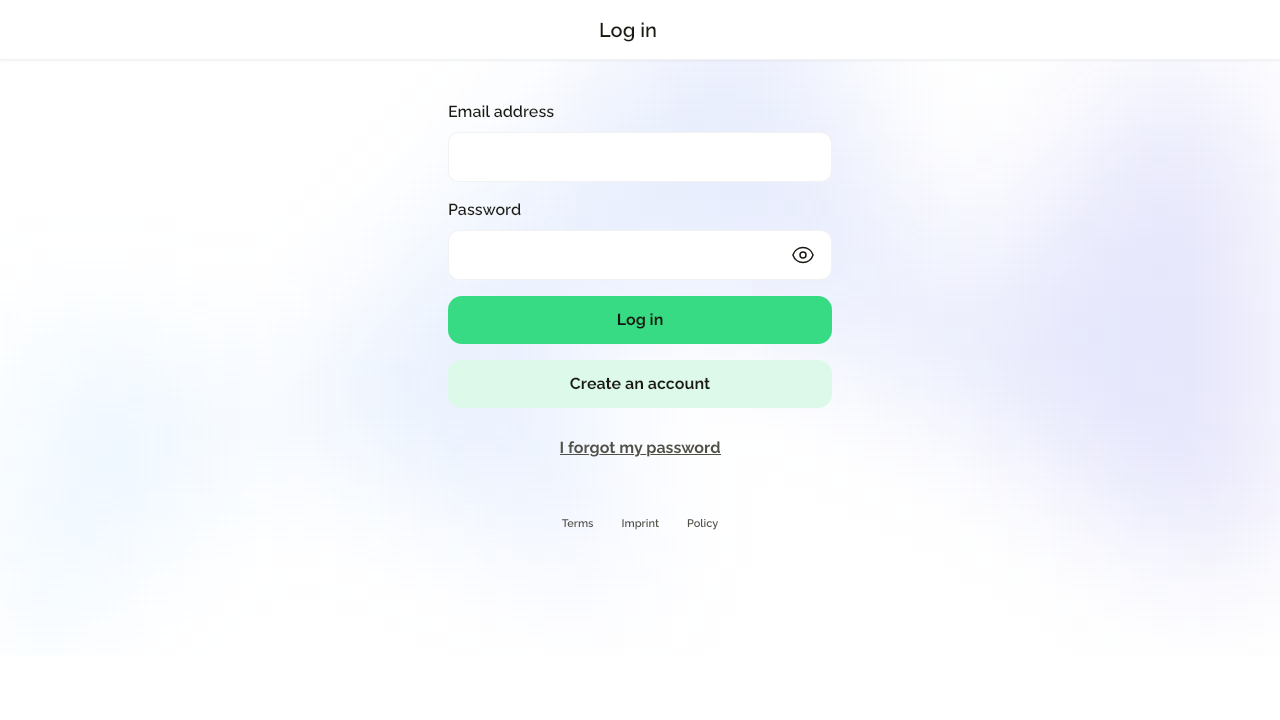 Log in
Email address
Password
Log in
Create an account
I forgot my password
Terms Imprint Policy